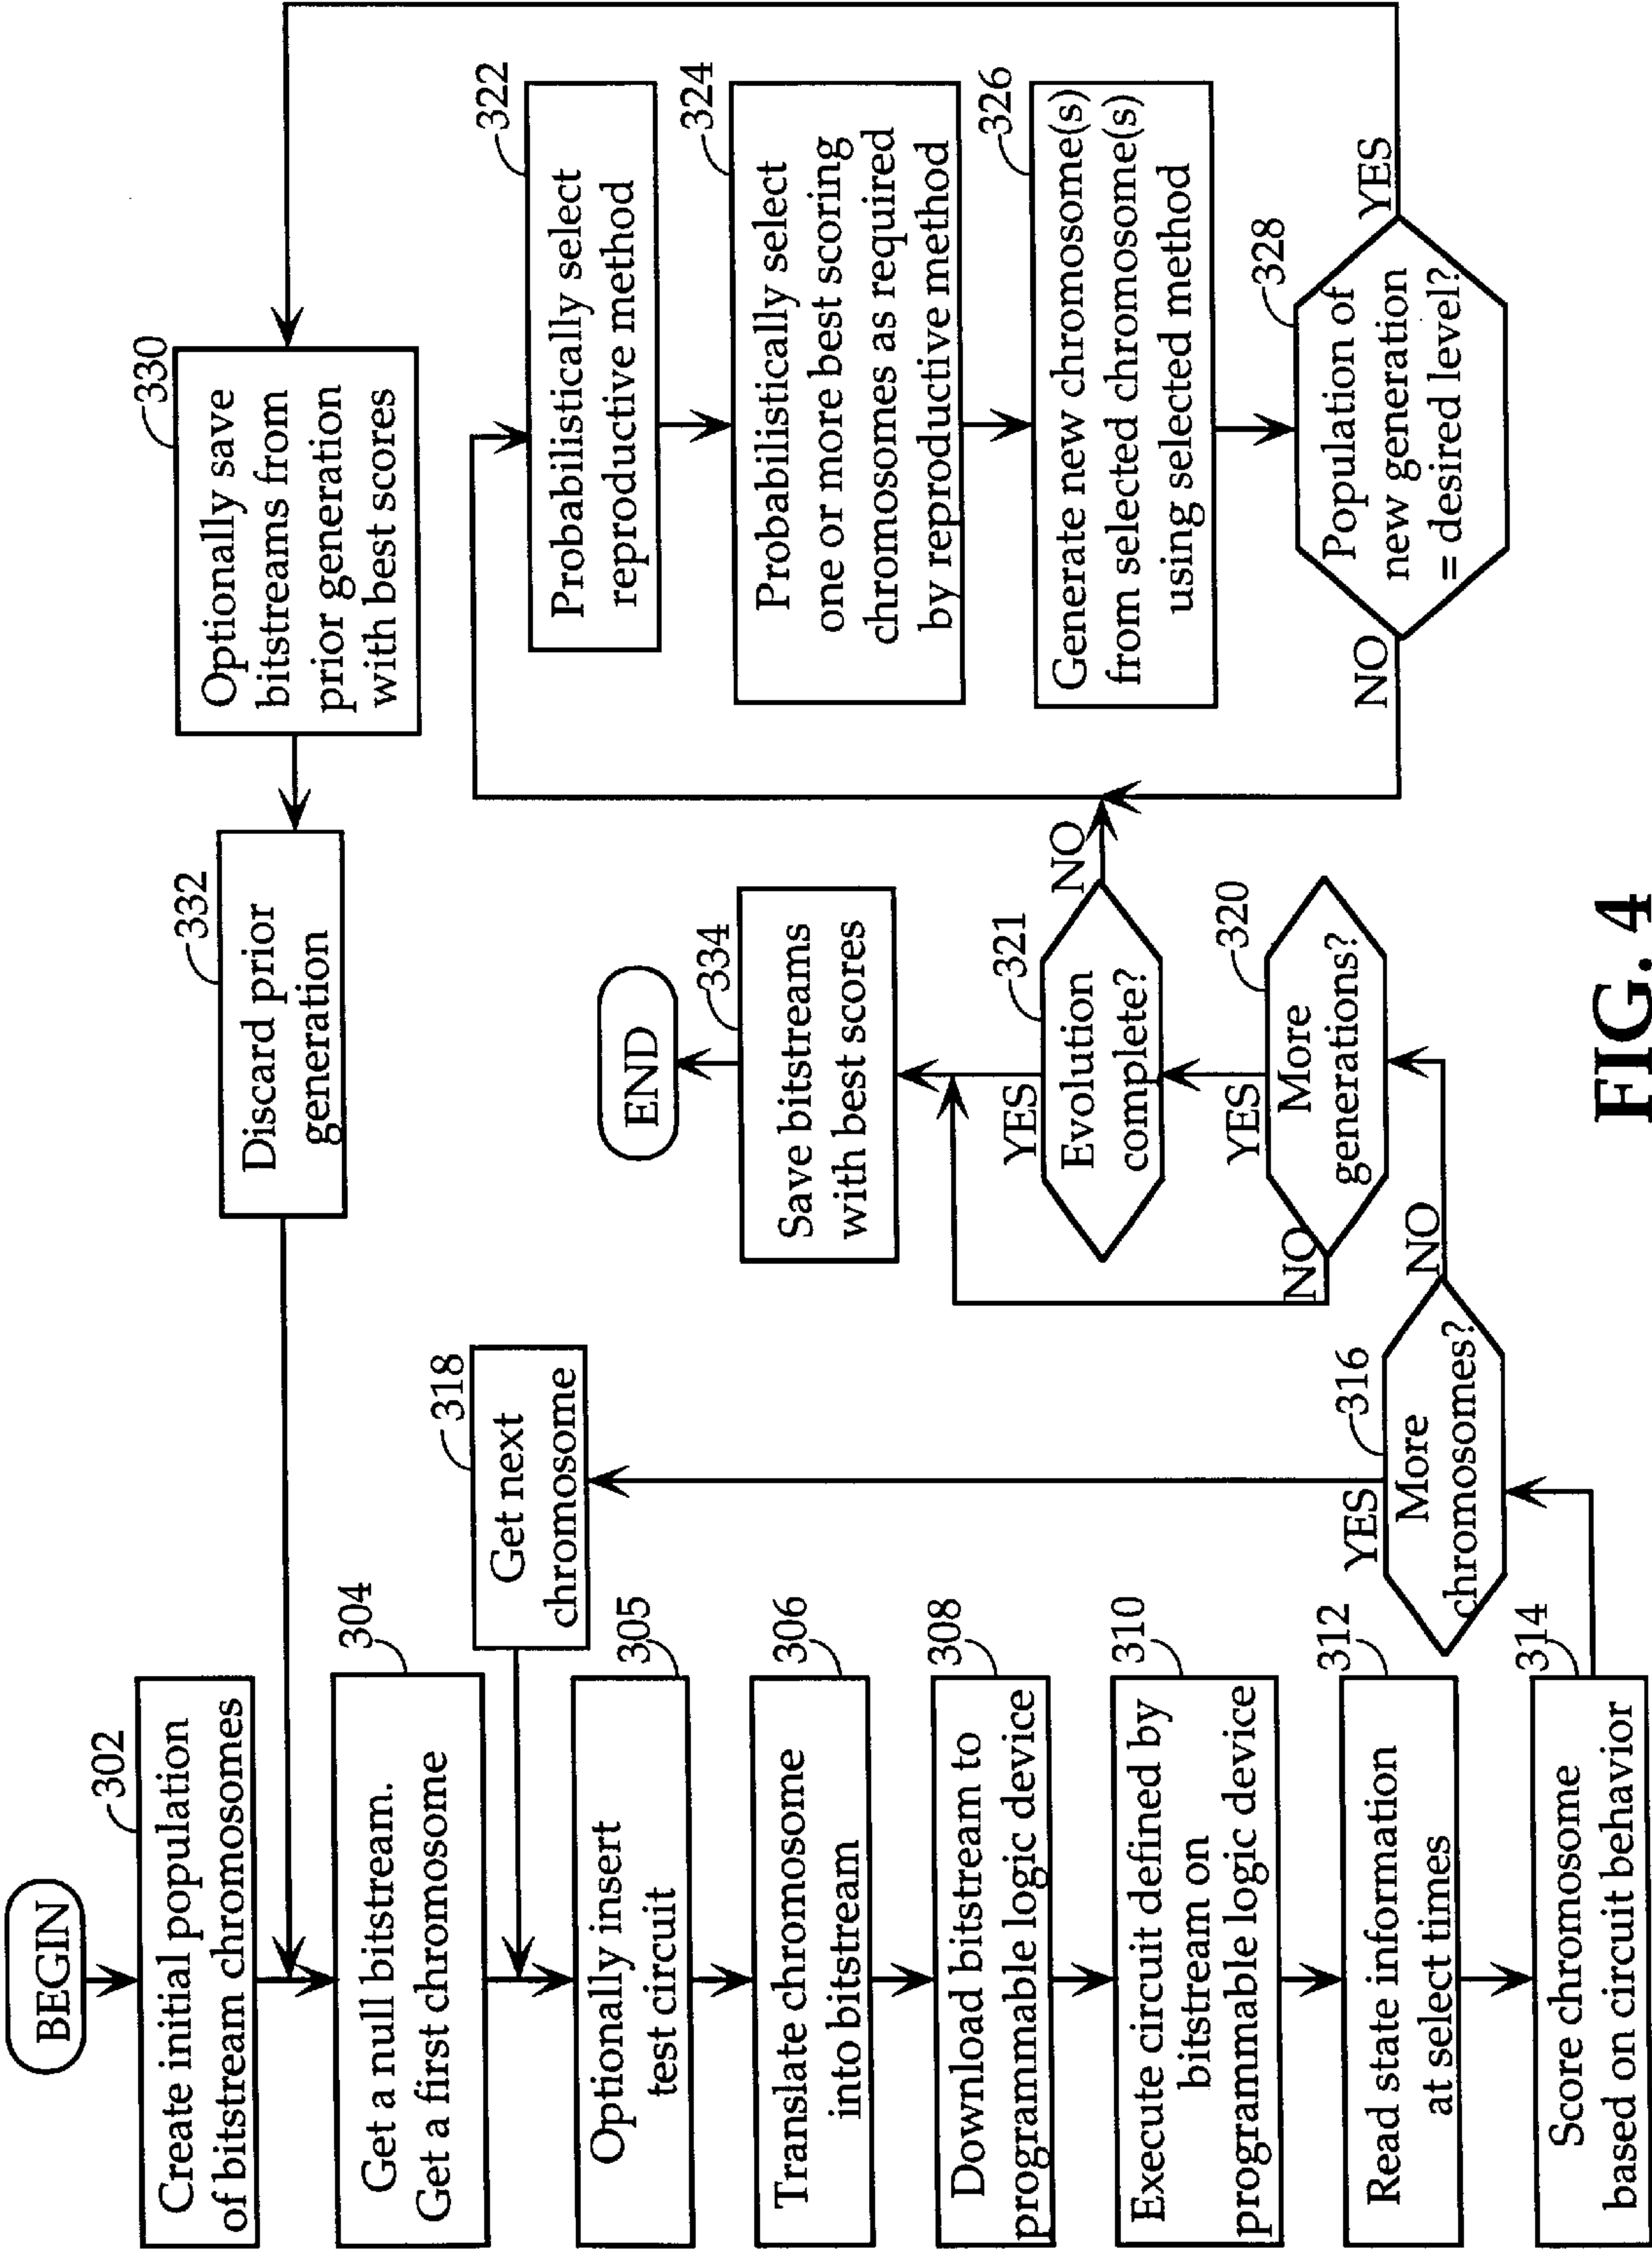 BEGIN
302
Create initial population
of bitstream chromosomes
304
Get a null bitstream.
Get a first chromosome
305
Optionally insert
test circuit
306
Translate chromosome
into bitstream
308
Download bitstream to
programmable logic device
310
Execute circuit defined by
bitstream on
programmable logic device
312
Read state information
at select times
314
Score chromosome
based on circuit behavior
316
More
chromosomes?
YES
NO
318
Get next
chromosome
320
More
generations?
YES
NO
321
Evolution
complete?
YES
NO
334
Save bitstreams
with best scores
END
322
Probabilistically select
reproductive method
324
Probabilistically select
one or more best scoring
chromosomes as required
by reproductive method
326
Generate new chromosome(s)
from selected chromosome(s)
using selected method
328
Population of
new generation
= desired level?
NO
YES
330
Optionally save
bitstreams from
prior generation
with best scores
332
Discard prior
generation
FIG. 4